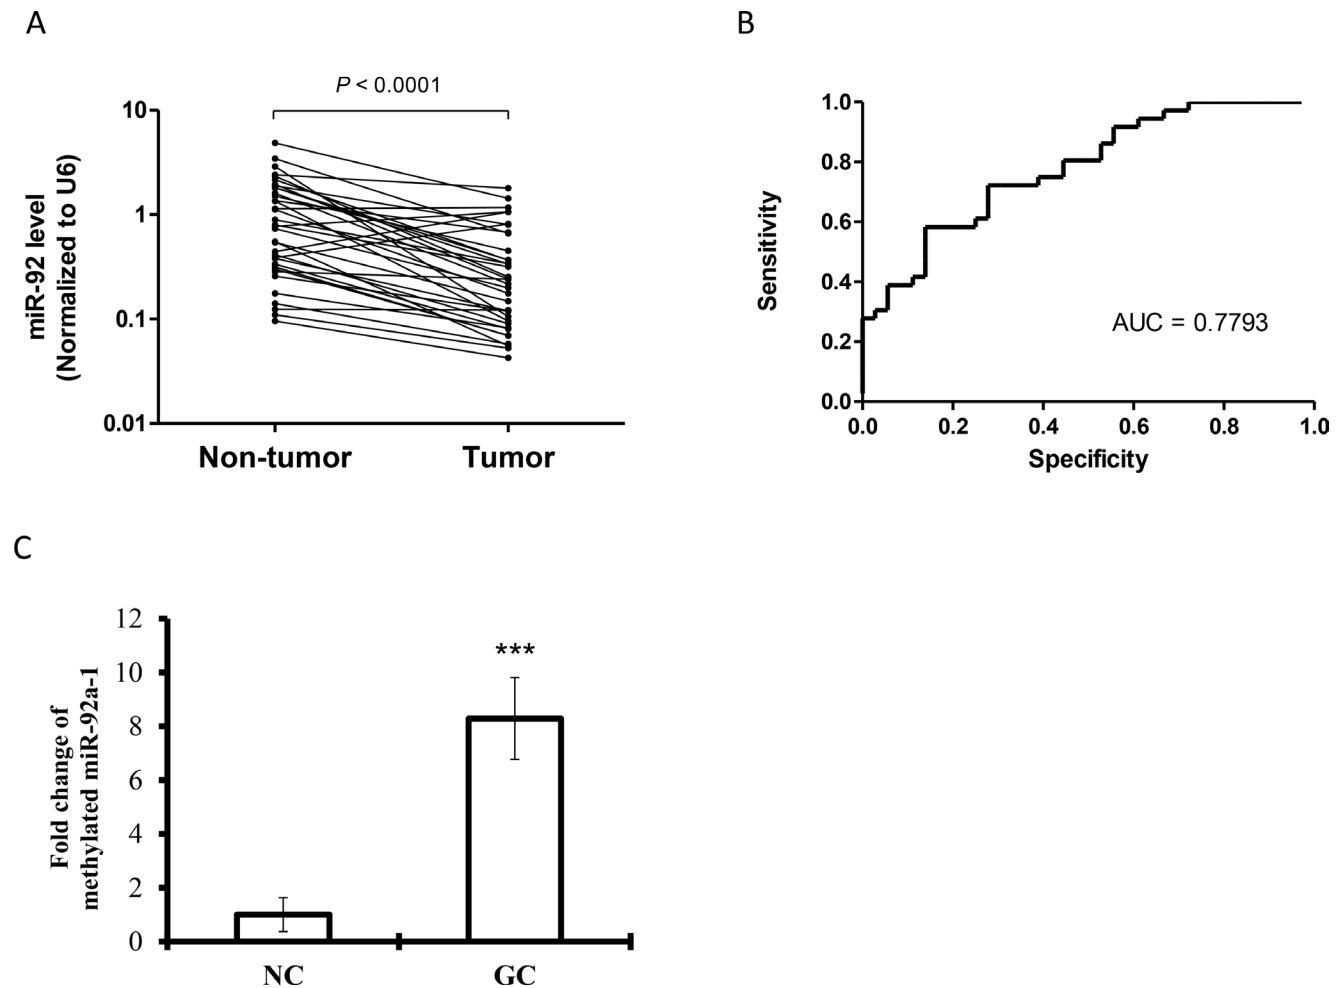 A
P < 0.0001
miR-92 level
(Normalized to U6)
10
1
0.1
0.01
Non-tumor
Tumor
B
Sensitivity
1.0
0.8
0.6
0.4
0.2
0.0
AUC = 0.7793
0.0 0.2 0.4 0.6 0.8 1.0
Specificity
C
Fold change of
methylated miR-92a-1
12
10
8
6
4
2
0
***
NC
GC